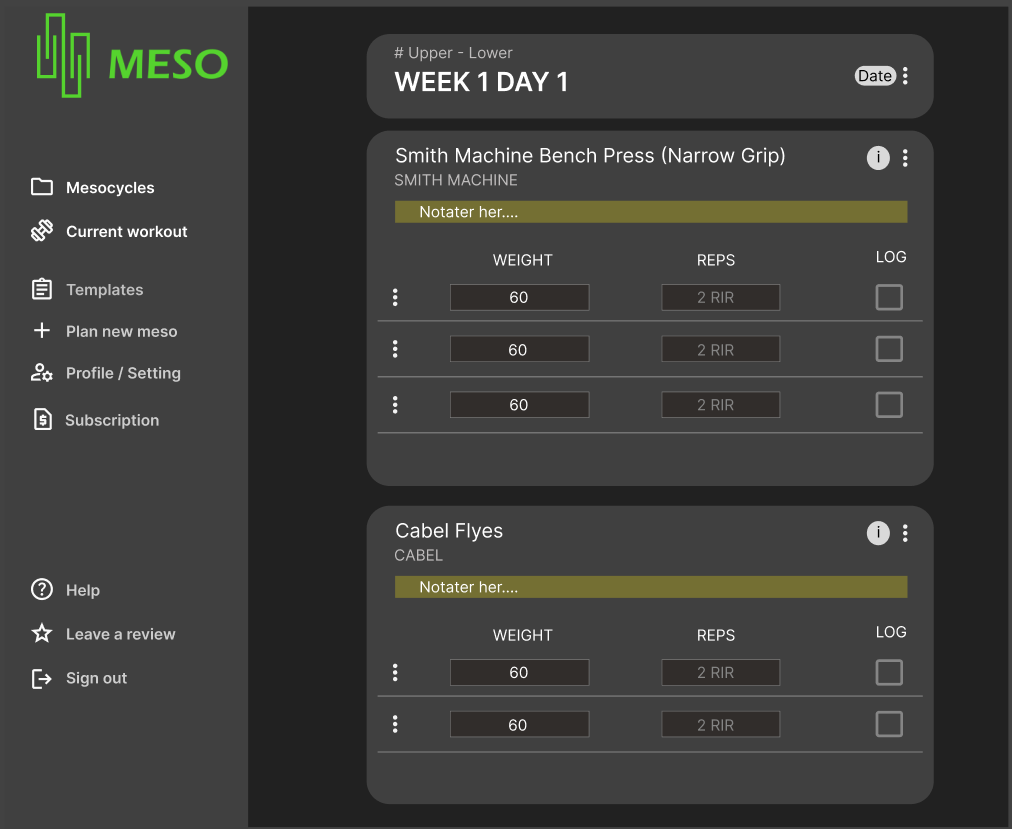 MESO
Mesocycles
Current workout
Templates
Plan new meso
Profile / Setting
Subscription
Help
Leave a review
Sign out
# Upper - Lower
WEEK 1 DAY 1
Date
Smith Machine Bench Press (Narrow Grip)
i
SMITH MACHINE
Notater her....
WEIGHT REPS LOG
60 2 RIR
60 2 RIR
60 2 RIR
Cabel Flyes
i
CABEL
Notater her....
WEIGHT REPS LOG
60 2 RIR
60 2 RIR